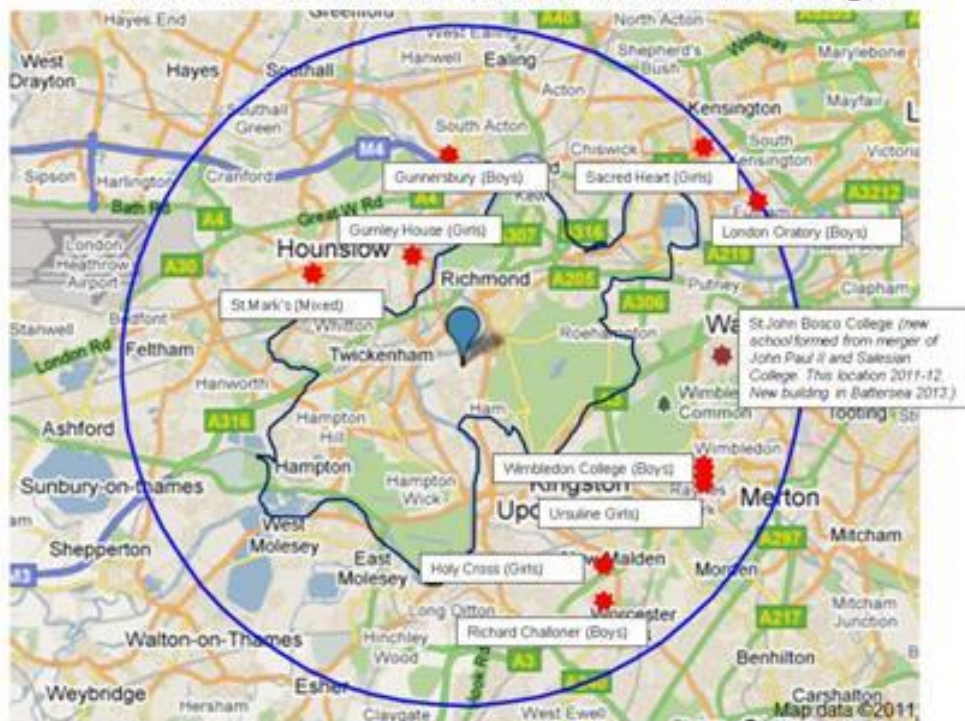 Hayes End
Greenford
A40
North Acton
West Ealing
Hanwell
Ealing
Shepherd's
Bush
Westway
Marylebone
West
Drayton
Hayes
Southall
Acton
Kensington
Mayfair
Southall
Green
South Acton
M4
Chiswick
South
Kensington
Victoria
Sipson
Harlington
Cranford
Gunnersbury (Boys)
Sacred Heart (Girls)
A3212
Bath Rd
A4
Great W Rd
A4
Kew
Gumley House (Girls)
A316
London Oratory (Boys)
A219
London
Heathrow
Airport
A30
Hounslow
Richmond
A205
Putney
Clapham
St.Mark's (Mixed)
A306
Stanwell
Bedfont
Whitton
Roehampton
London Rd
Feltham
Twickenham
St.John Bosco College (new
school formed from merger of
John Paul II and Salesian
College. This location 2011-12.
New building in Battersea 2013.)
Hanworth
Ham
Wimbledon
Common
Tooting
Ashford
A316
Hampton
Hill
Wimbledon
Hampton
Hampton
Wick
Wimbledon College (Boys)
Kingston
Merton
Sunbury-on-thames
Ursuline Girls)
West
Molesey
A297
Mitcham
Shepperton
East
Molesey
Holy Cross (Girls)
New Malden
Morden
M3
Long Ditton
Worcester
Mitcham
Junction
Walton-on-Thames
Hinchley
Wood
Richard Challoner (Boys)
A217
A3
Benhilton
Weybridge
Esher
Hook Rd
Hersham
Claygate
West Ewell
Carshalton
Map data ©2011